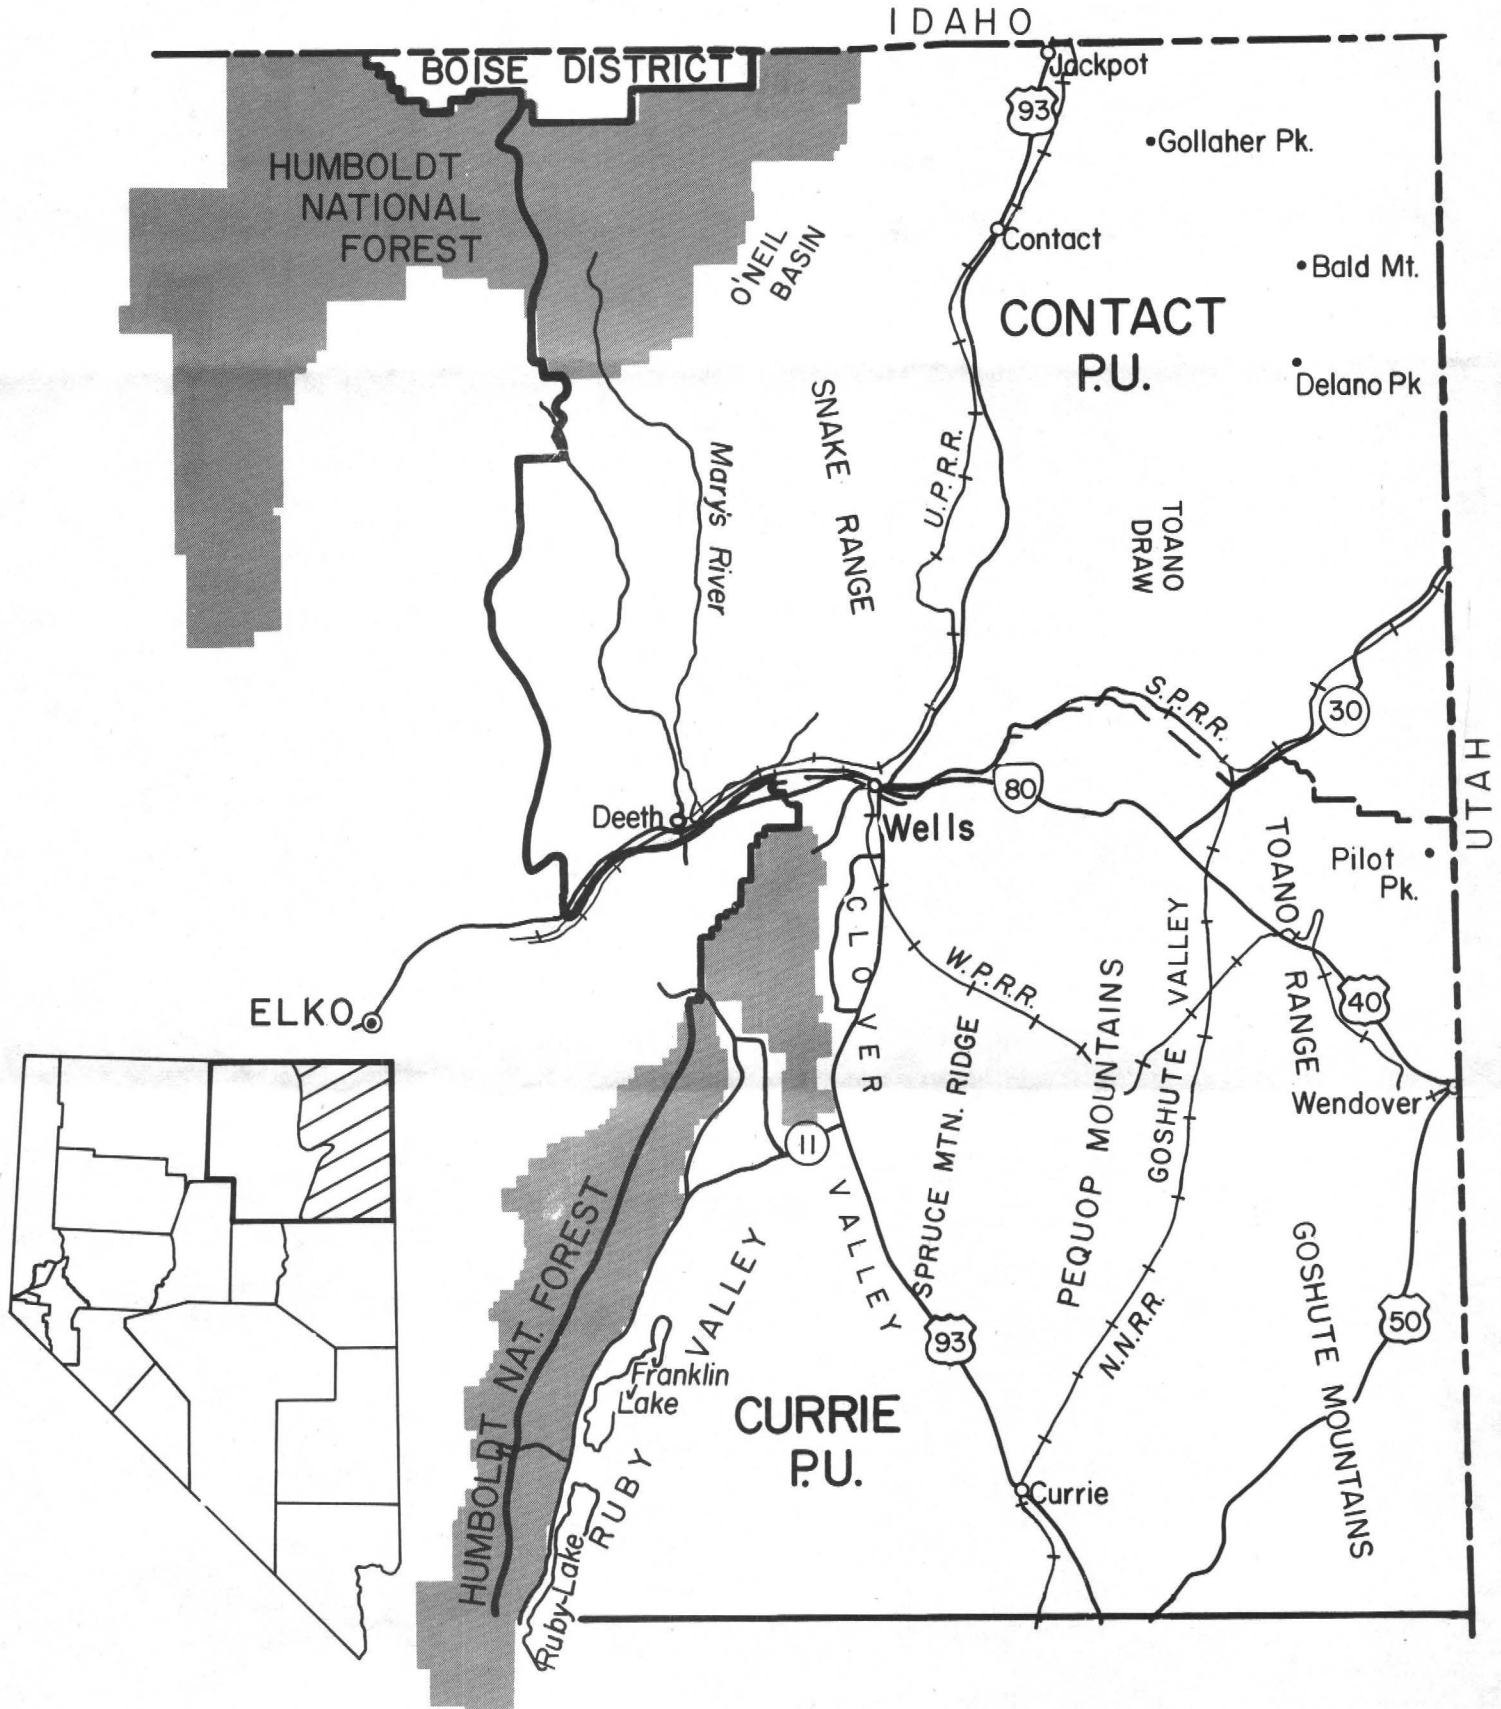 IDAHO
BOISE DISTRICT
Jackpot
93
Gollaher Pk.
HUMBOLDT
NATIONAL
FOREST
O'NEIL
BASIN
Contact
Bald Mt.
CONTACT
P.U.
Delano Pk
SNAKE RANGE
U.P.R.R.
Mary's River
TOANO
DRAW
S.P.R.R.
30
UTAH
80
Deeth
Wells
TOANO RANGE
Pilot
Pk.
CLOVER VALLEY
W.P.R.R.
GOSHUTE VALLEY
40
ELKO
SPRUCE MTN. RIDGE
PEQUOP MOUNTAINS
Wendover
11
HUMBOLDT NAT. FOREST
RUBY VALLEY
GOSHUTE MOUNTAINS
50
93
N.N.R.R.
Franklin
Lake
CURRIE
P.U.
Currie
Ruby-Lake